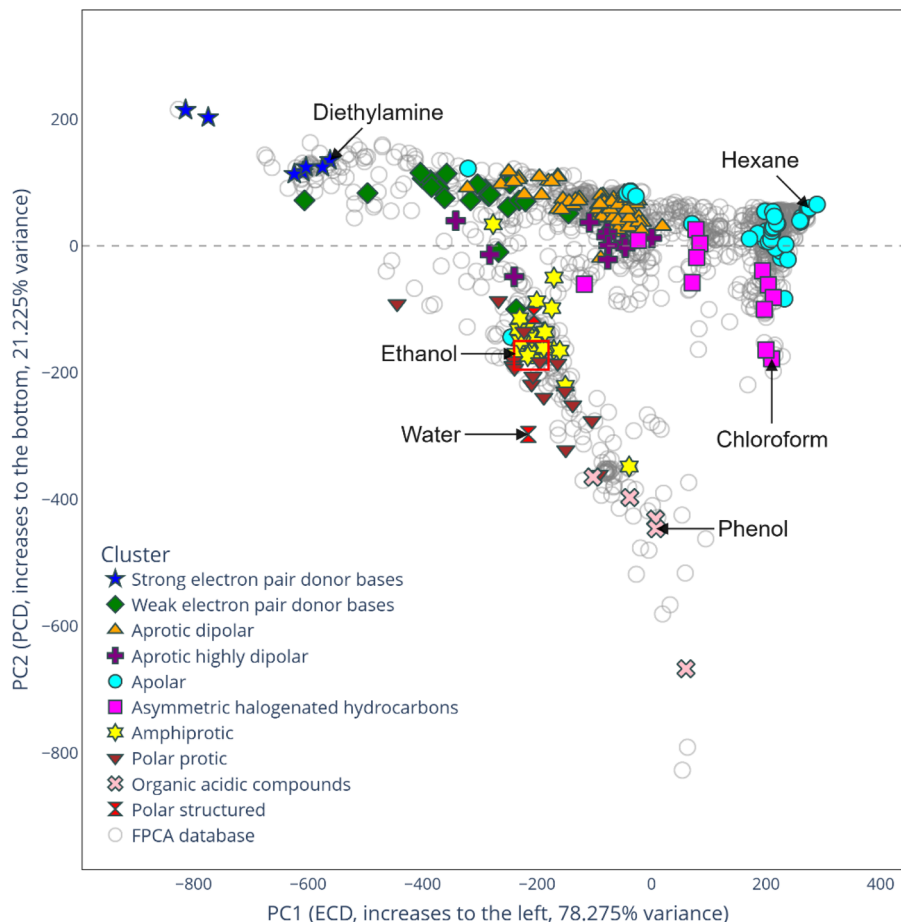 Diethylamine
Hexane
Ethanol
Water
Chloroform
Phenol
Cluster
Strong electron pair donor bases
Weak electron pair donor bases
Aprotic dipolar
Aprotic highly dipolar
Apolar
Asymmetric halogenated hydrocarbons
Amphiprotic
Polar protic
Organic acidic compounds
Polar structured
FPCA database
200
0
−200
−400
−600
−800
PC2 (PCD, increases to the bottom, 21.225% variance)
−800
−600
−400
−200
0
200
400
PC1 (ECD, increases to the left, 78.275% variance)